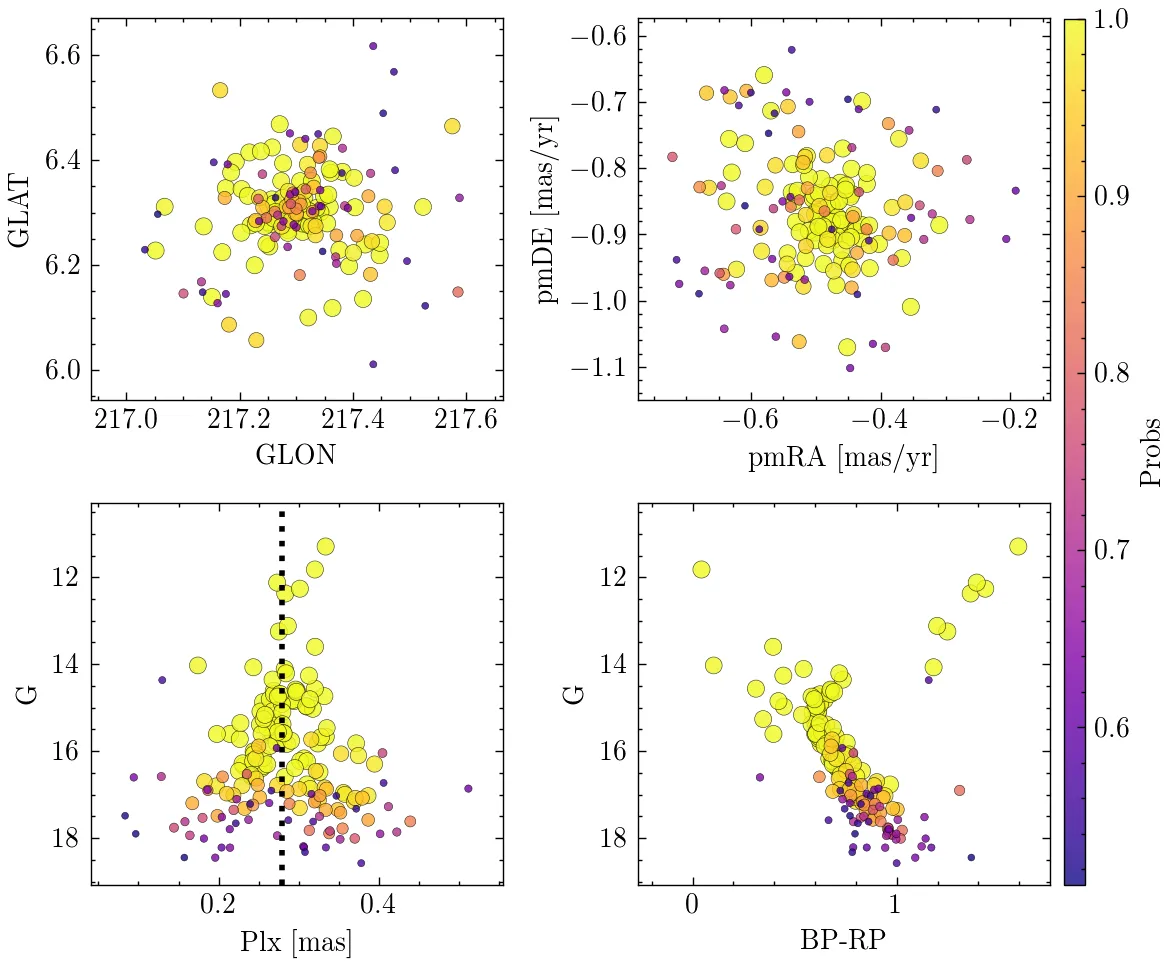 6.6
6.4
6.2
6.0
GLAT
217.0 217.2 217.4 217.6
GLON
−0.6
−0.7
−0.8
−0.9
−1.0
−1.1
pmDE [mas/yr]
−0.6 −0.4 −0.2
pmRA [mas/yr]
1.0
0.9
0.8
0.7
0.6
Probs
12
14
16
18
G
0.2 0.4
Plx [mas]
12
14
16
18
G
0 1
BP-RP